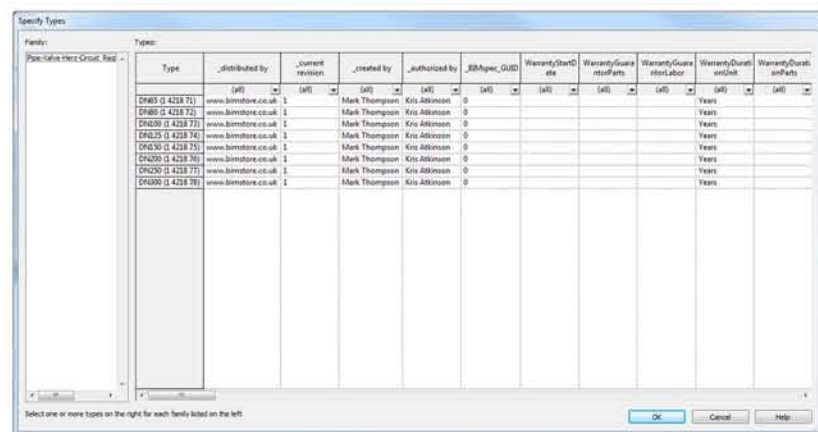 Specify Types
Family: Types:
Pipe-Valve-Herz-Circuit_Reg
Type _distributed by _current revision _created by _authorized by _BIMspec_GUID WarrantyStartDate WarrantyGuarantorParts WarrantyGuarantorLabor WarrantyDurationUnit WarrantyDurationParts
(all) (all) (all) (all) (all) (all) (all) (all) (all) (all)
DN65 (1 4218 71) www.bimstore.co.uk 1 Mark Thompson Kris Atkinson 0 Years
DN80 (1 4218 72) www.bimstore.co.uk 1 Mark Thompson Kris Atkinson 0 Years
DN100 (1 4218 73) www.bimstore.co.uk 1 Mark Thompson Kris Atkinson 0 Years
DN125 (1 4218 74) www.bimstore.co.uk 1 Mark Thompson Kris Atkinson 0 Years
DN150 (1 4218 75) www.bimstore.co.uk 1 Mark Thompson Kris Atkinson 0 Years
DN200 (1 4218 76) www.bimstore.co.uk 1 Mark Thompson Kris Atkinson 0 Years
DN250 (1 4218 77) www.bimstore.co.uk 1 Mark Thompson Kris Atkinson 0 Years
DN300 (1 4218 78) www.bimstore.co.uk 1 Mark Thompson Kris Atkinson 0 Years
Select one or more types on the right for each family listed on the left
OK Cancel Help